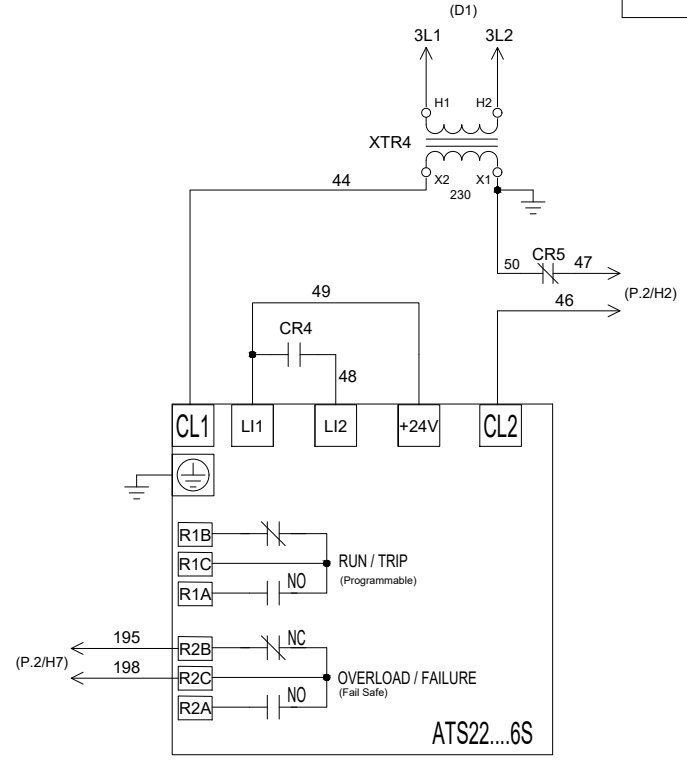 (D1)
3L1 3L2
H1 H2
XTR4
X2 X1
230
44
50 CR5 47
(P.2/H2)
46
49
CR4
48
CL1 LI1 LI2 +24V CL2
R1B
R1C RUN / TRIP
(Programmable)
R1A NO
195 R2B NC
(P.2/H7)
198 R2C OVERLOAD / FAILURE
(Fail Safe)
R2A NO
ATS22....6S